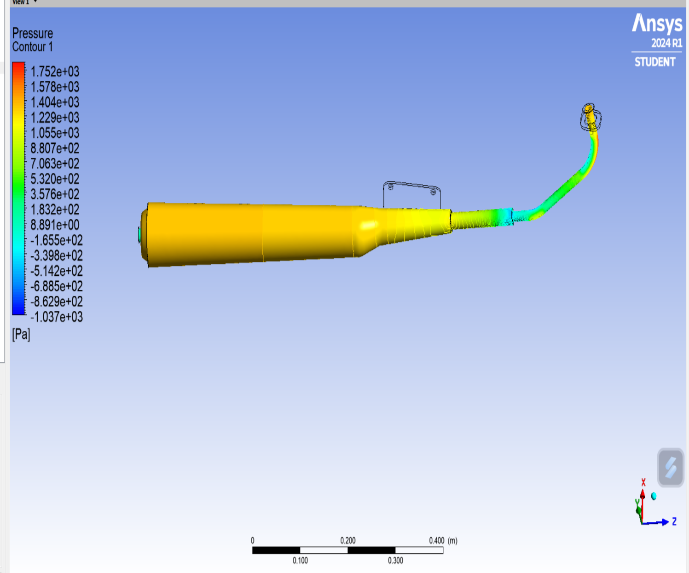 View 1
Pressure
Contour 1
1.752e+03
1.578e+03
1.404e+03
1.229e+03
1.055e+03
8.807e+02
7.063e+02
5.320e+02
3.576e+02
1.832e+02
8.891e+00
-1.655e+02
-3.398e+02
-5.142e+02
-6.885e+02
-8.629e+02
-1.037e+03
[Pa]
Ansys
2024 R1
STUDENT
X
Y
Z
0 0.200 0.400 (m)
0.100 0.300